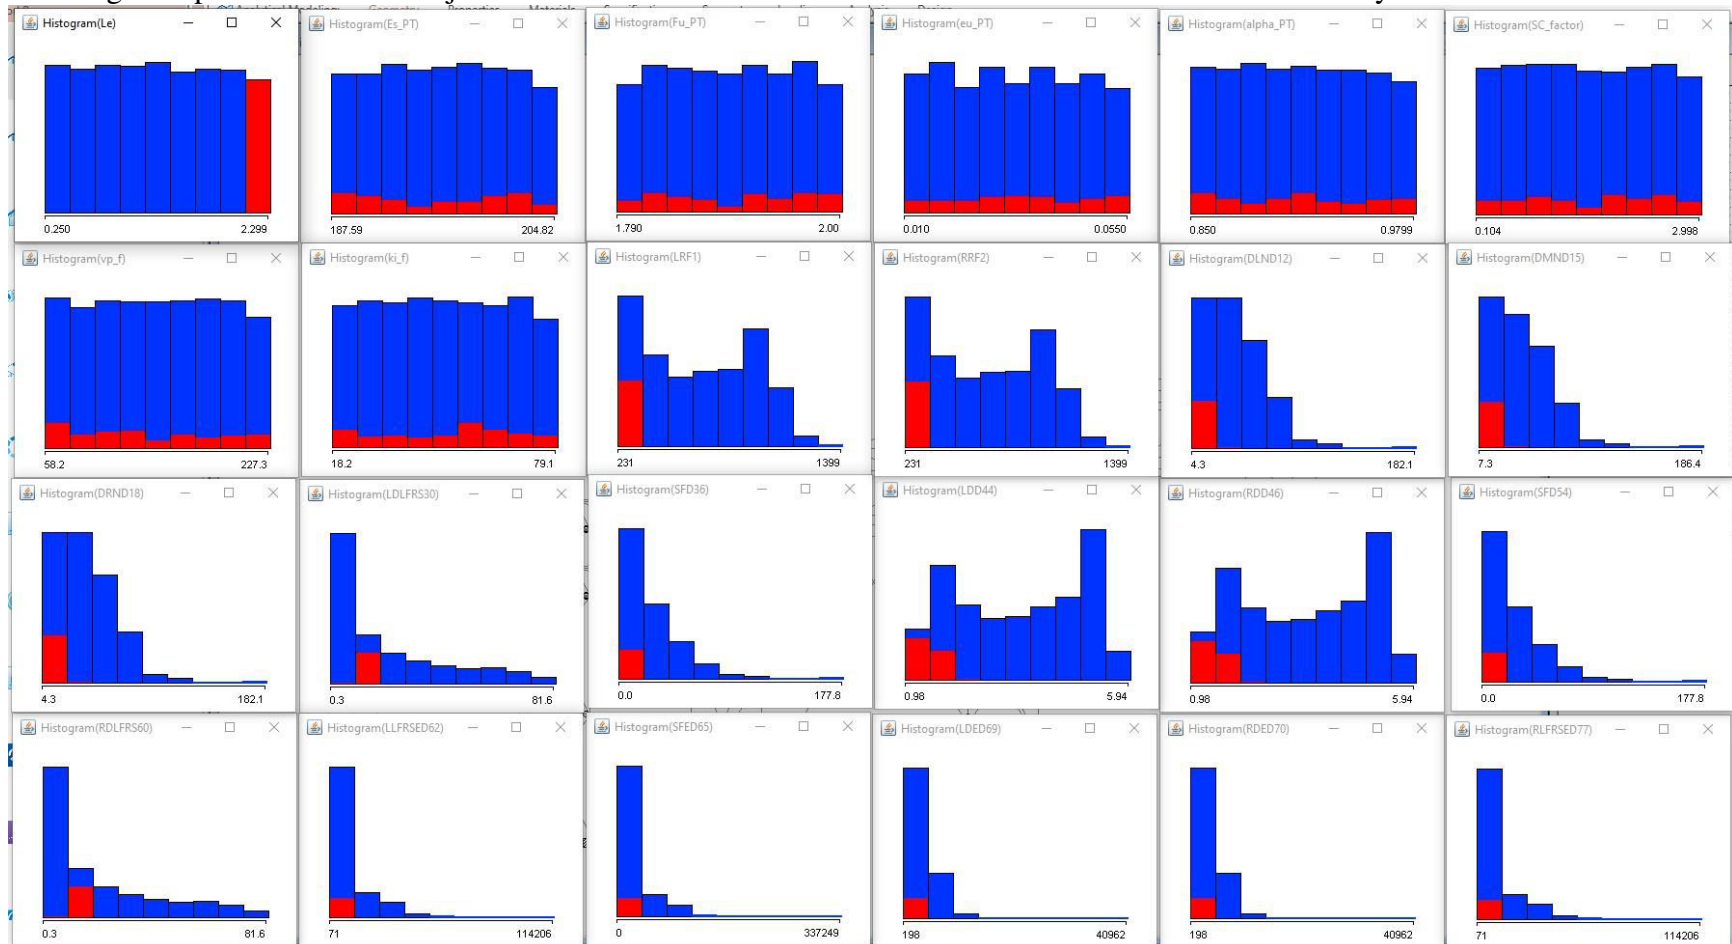 Histogram(Le) Histogram(Es_PT) Histogram(Fu_PT) Histogram(eu_PT) Histogram(alpha_PT) Histogram(SC_factor)
0.250 2.299 187.59 204.82 1.790 2.00 0.010 0.0550 0.850 0.9799 0.104 2.998
Histogram(vp_f) Histogram(ki_f) Histogram(LRF1) Histogram(RRF2) Histogram(DLND12) Histogram(DMND15)
58.2 227.3 18.2 79.1 231 1399 231 1399 4.3 182.1 7.3 186.4
Histogram(DRND18) Histogram(LDLFRS30) Histogram(SFD36) Histogram(LDD44) Histogram(RDD46) Histogram(SFD54)
4.3 182.1 0.3 81.6 0.0 177.8 0.98 5.94 0.98 5.94 0.0 177.8
Histogram(RDLFRS60) Histogram(LLFRSED62) Histogram(SFED65) Histogram(LDED69) Histogram(RDED70) Histogram(RLFRSED77)
0.3 81.6 71 114206 0 337249 198 40962 198 40962 71 114206